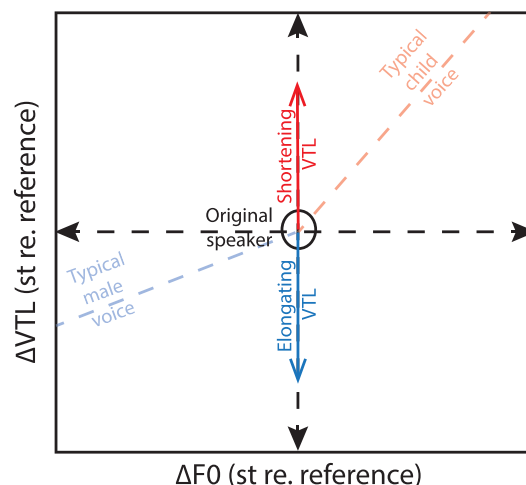 Typical
child
voice
Shortening
VTL
Original
speaker
Typical
male
voice
Elongating
VTL
ΔVTL (st re. reference)
ΔF0 (st re. reference)